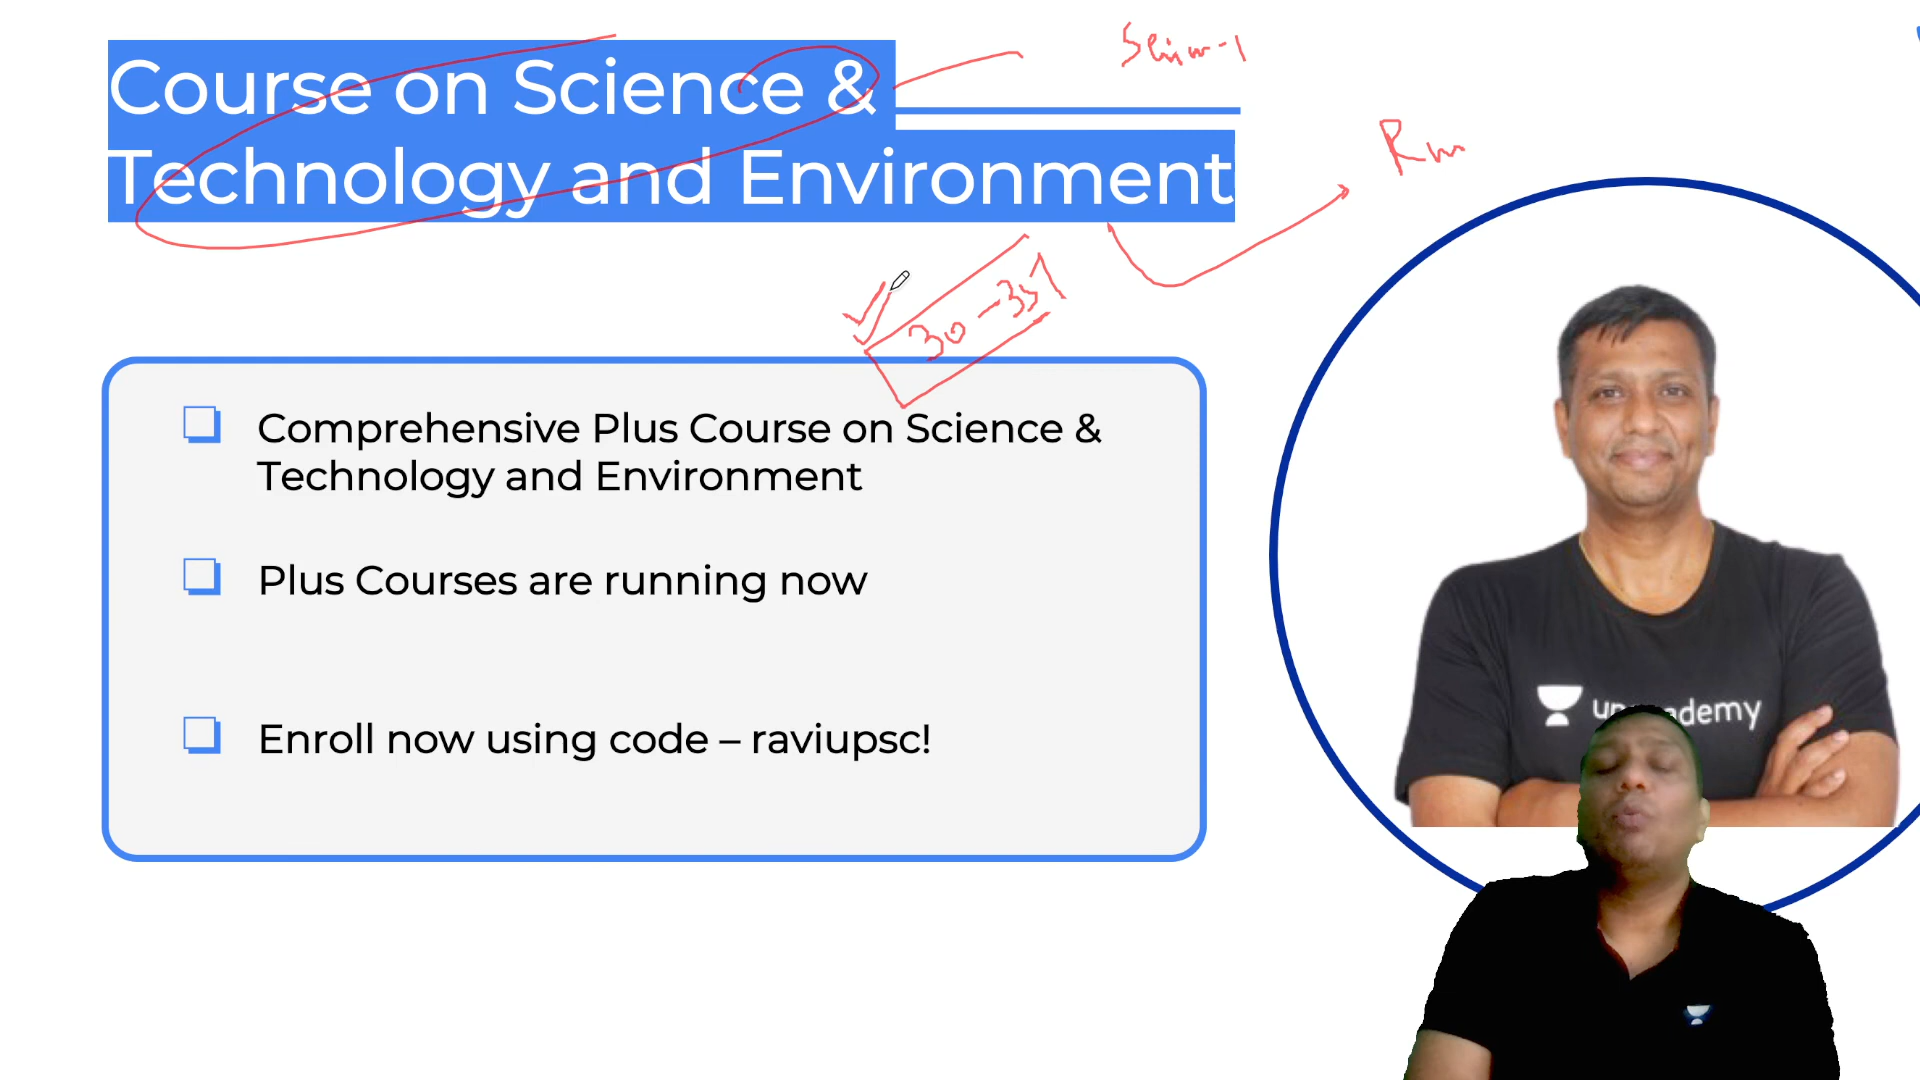 Course on Science &
Technology and Environment
30-35
Comprehensive Plus Course on Science &
Technology and Environment
Plus Courses are running now
Enroll now using code – raviupsc!